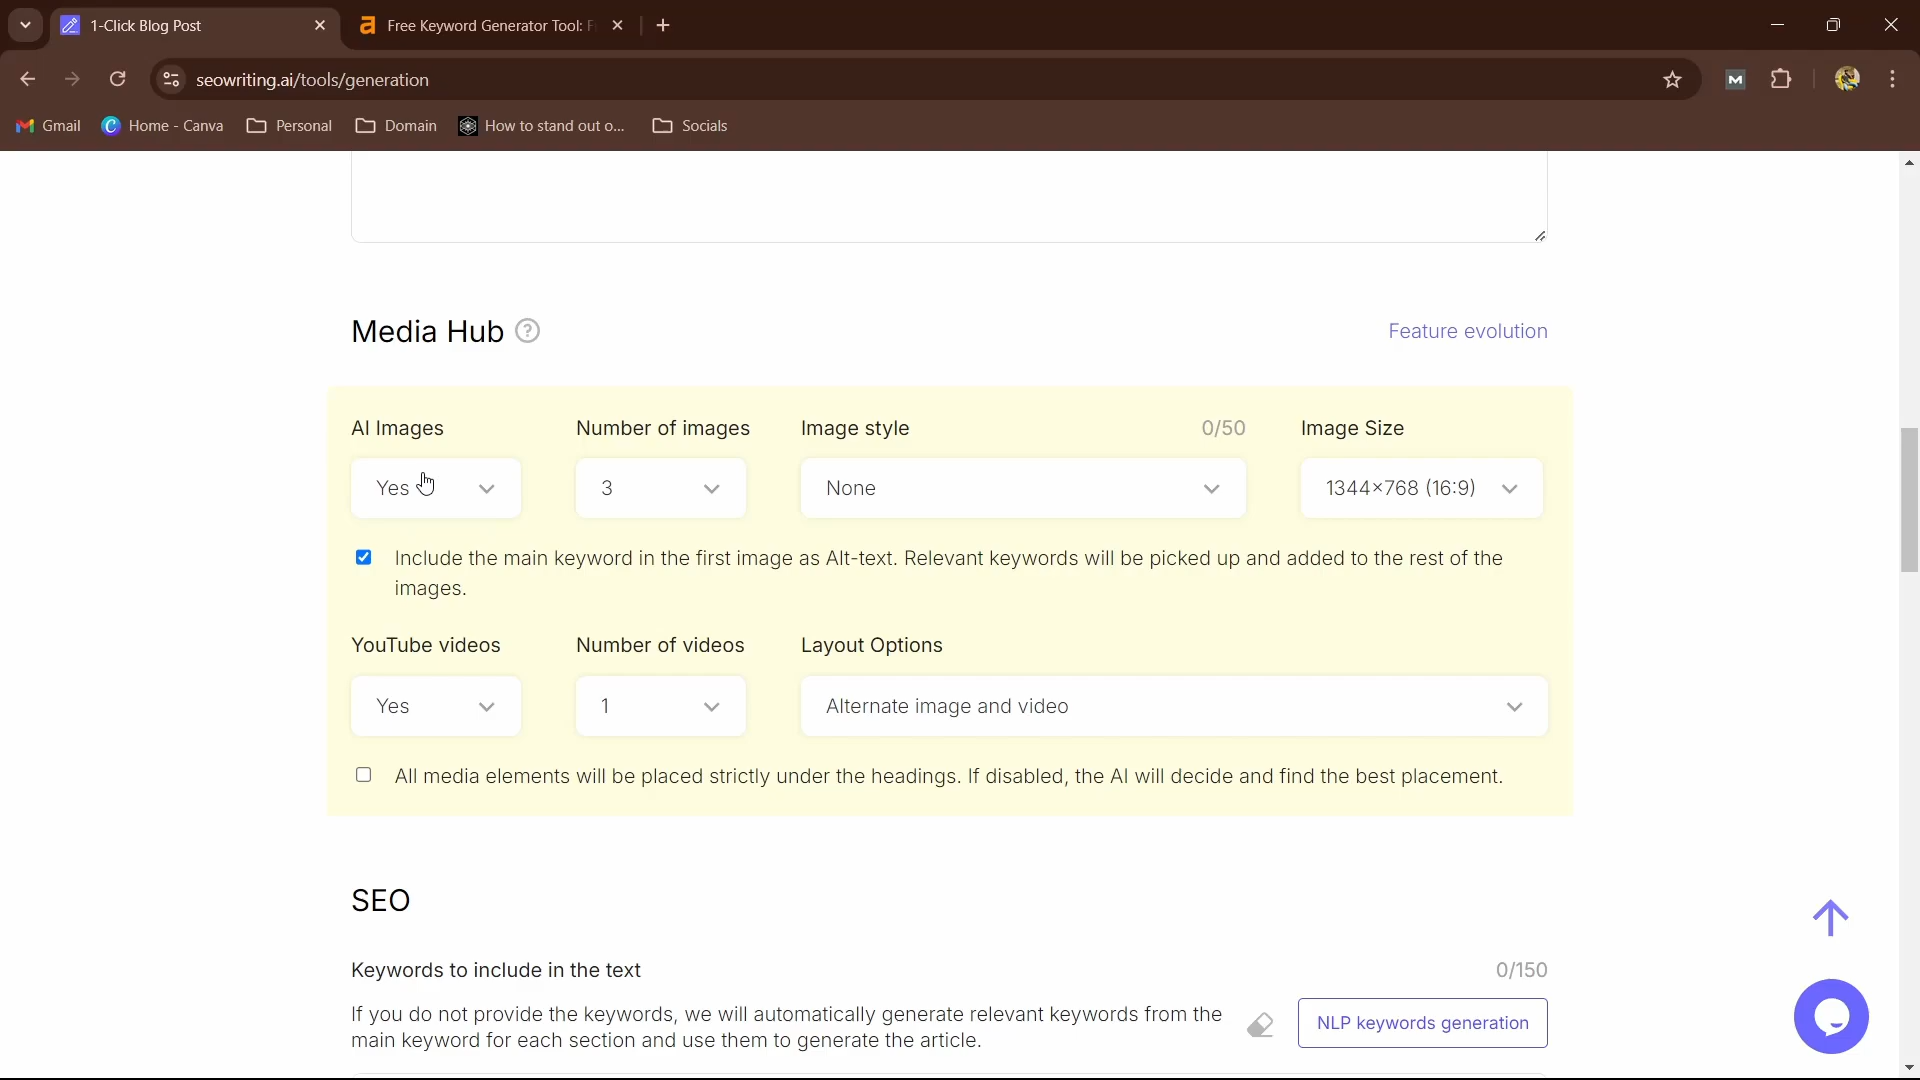 1-Click Blog Post
Free Keyword Generator Tool: F
seowriting.ai/tools/generation
Gmail
Home - Canva
Personal
Domain
How to stand out o...
Socials
Media Hub ?
Feature evolution
AI Images
Number of images
Image style
0/50
Image Size
Yes
3
None
1344×768 (16:9)
Include the main keyword in the first image as Alt-text. Relevant keywords will be picked up and added to the rest of the
images.
YouTube videos
Number of videos
Layout Options
Yes
1
Alternate image and video
All media elements will be placed strictly under the headings. If disabled, the AI will decide and find the best placement.
SEO
Keywords to include in the text
0/150
If you do not provide the keywords, we will automatically generate relevant keywords from the
main keyword for each section and use them to generate the article.
NLP keywords generation